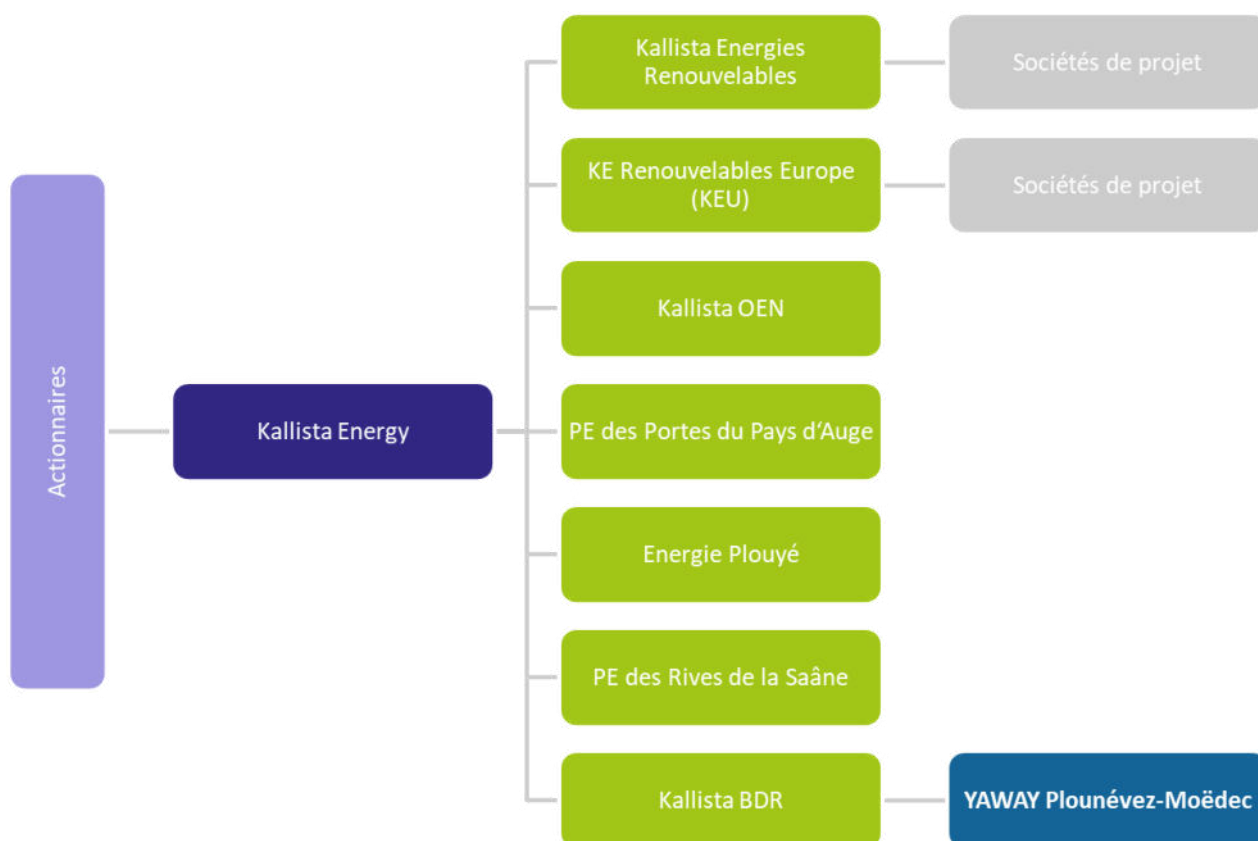 Actionnaires
Kallista Energy
Kallista Energies
Renouvelables
Sociétés de projet
KE Renouvelables Europe
(KEU)
Sociétés de projet
Kallista OEN
PE des Portes du Pays d‘Auge
Energie Plouyé
PE des Rives de la Saâne
Kallista BDR
YAWAY Plounévez-Moëdec